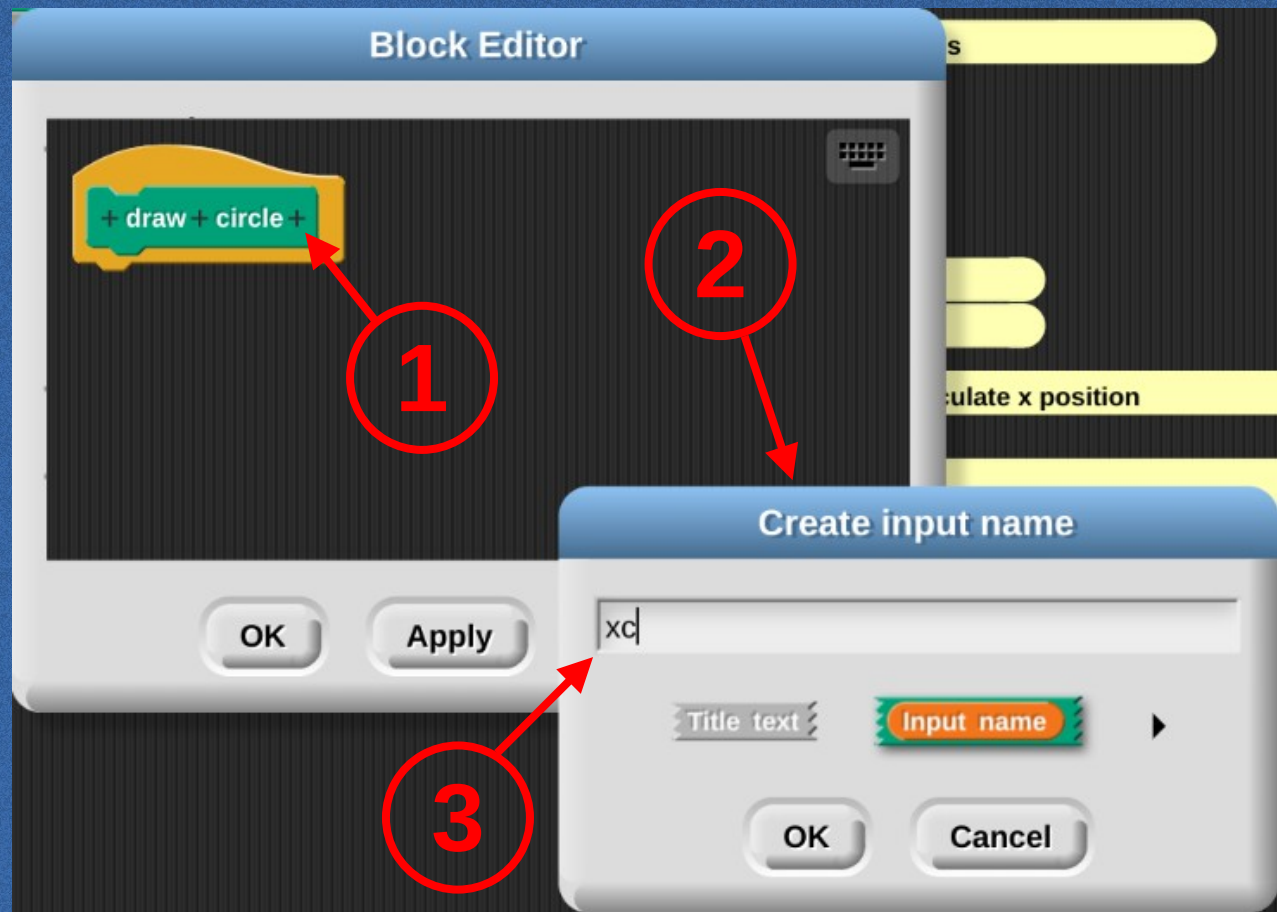 Block Editor
s
+ draw + circle +
2
1
culate x position
Create input name
OK
Apply
xc
Title text
Input name
3
OK
Cancel